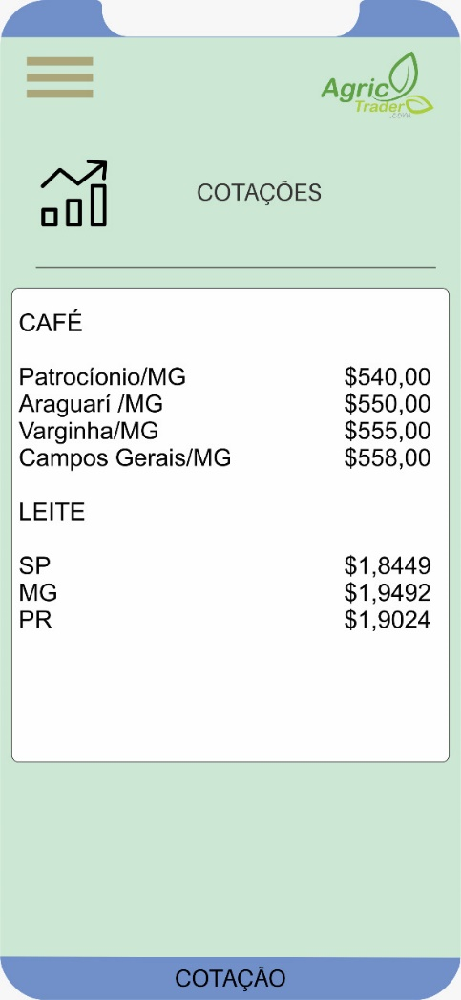 Agric
Trader
.com
COTAÇÕES
CAFÉ
Patrocíonio/MG $540,00
Araguarí /MG $550,00
Varginha/MG $555,00
Campos Gerais/MG $558,00
LEITE
SP $1,8449
MG $1,9492
PR $1,9024
COTAÇÃO